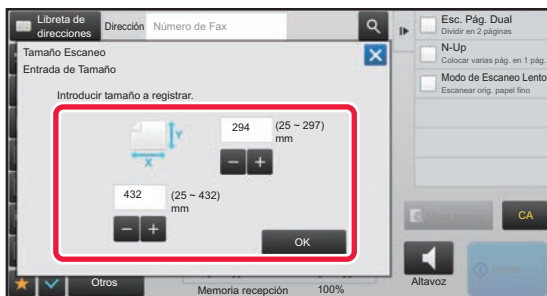 Libreta de
direcciones
Dirección
Número de Fax
Tamaño Escaneo
Entrada de Tamaño
Introducir tamaño a registrar.
Y
X
294
(25 ~ 297)
mm
432
(25 ~ 432)
mm
OK
Otros
Memoria recepción
100%
Esc. Pág. Dual
Dividir en 2 páginas
N-Up
Colocar varias pág. en 1 pág.
Modo de Escaneo Lento
Escanear orig. papel fino
CA
Altavoz